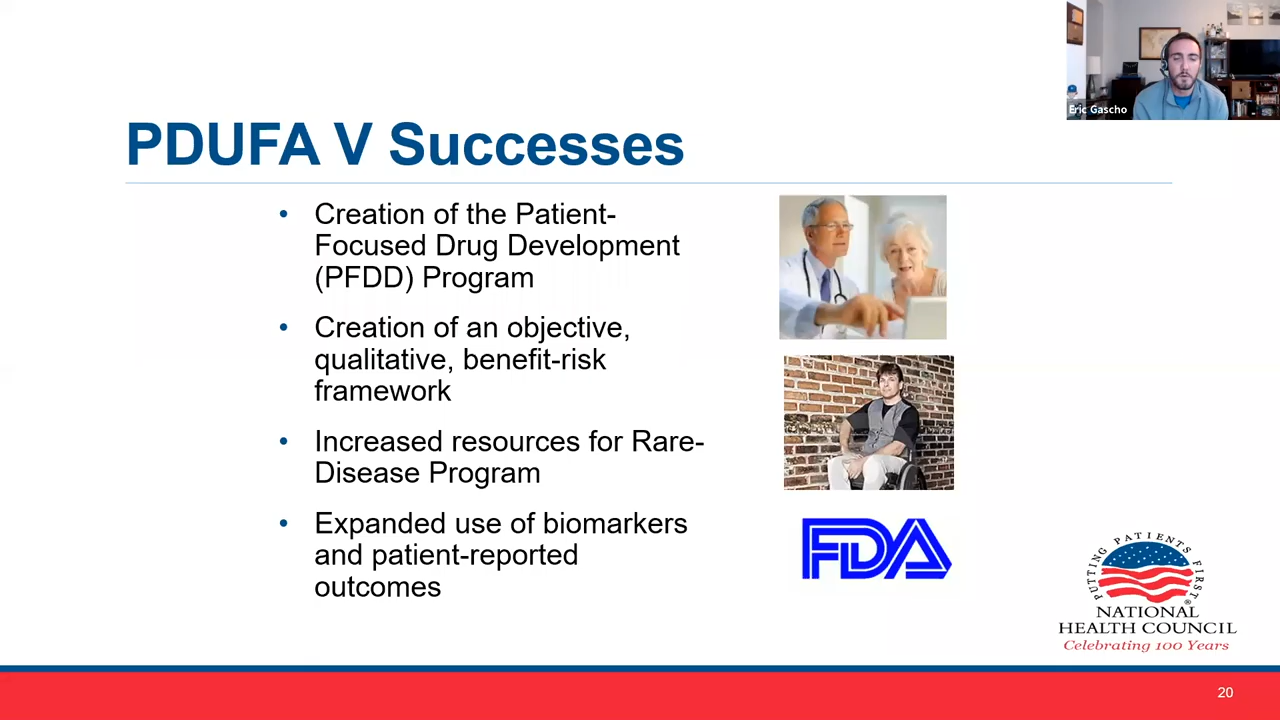 Eric Gascho
PDUFA V Successes
• Creation of the Patient-
Focused Drug Development
(PFDD) Program
• Creation of an objective,
qualitative, benefit-risk
framework
• Increased resources for Rare-
Disease Program
• Expanded use of biomarkers
and patient-reported
outcomes
FDA
PUTTING PATIENTS FIRST®
NATIONAL
HEALTH COUNCIL
Celebrating 100 Years
20